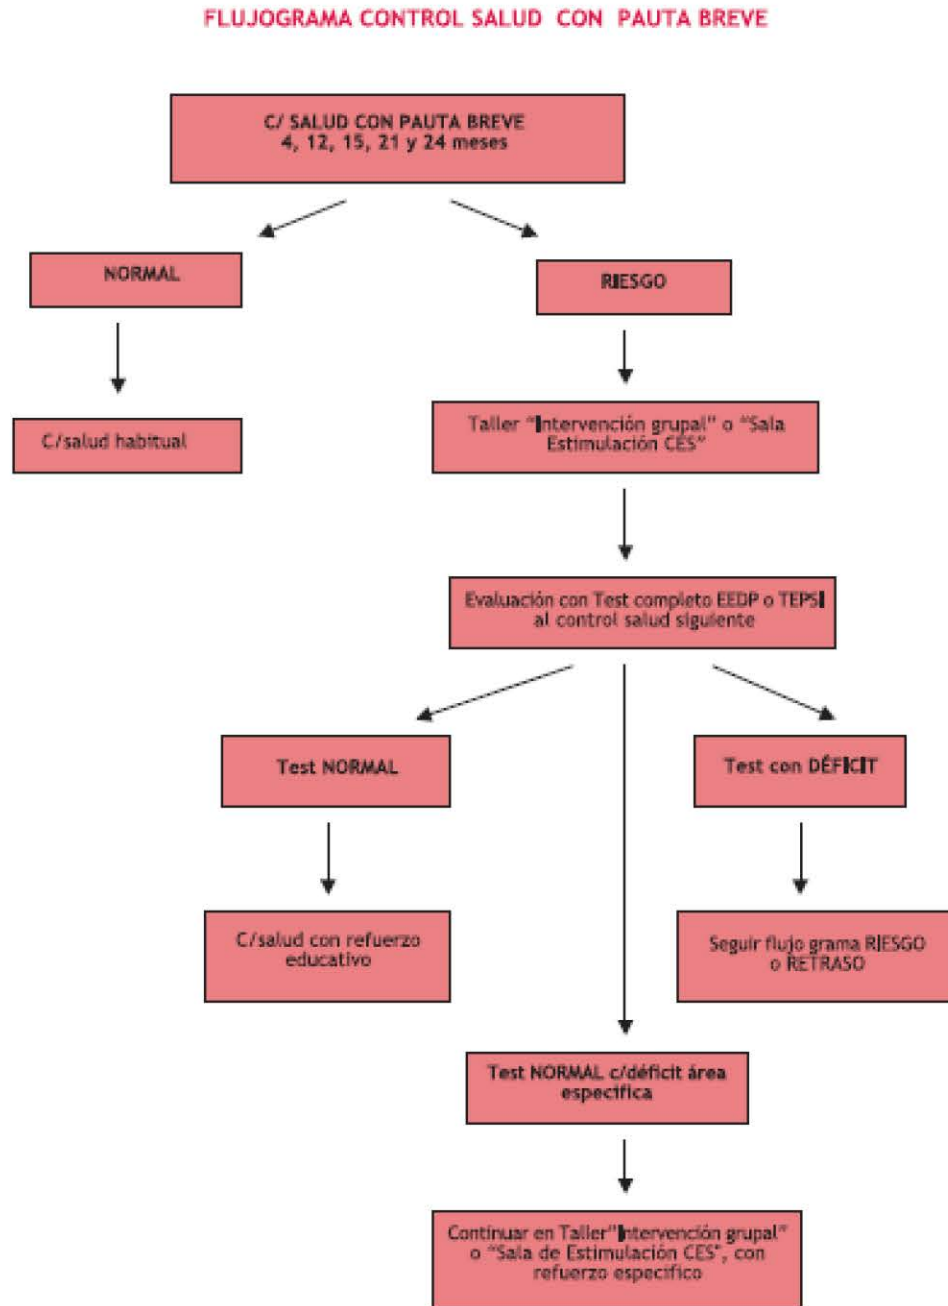 FLUJOGRAMA CONTROL SALUD CON PAUTA BREVE
C/ SALUD CON PAUTA BREVE
4, 12, 15, 21 y 24 meses
NORMAL
RIESGO
C/salud habitual
Taller “Intervención grupal” o “Sala
Estimulación CES”
Evaluación con Test completo EEDP o TEPSI
al control salud siguiente
Test NORMAL
Test con DÉFICIT
C/salud con refuerzo
educativo
Seguir flujo grama RIESGO
o RETRASO
Test NORMAL c/déficit área
especifica
Continuar en Taller“Intervención grupal”
o “Sala de Estimulación CES”, con
refuerzo especifico